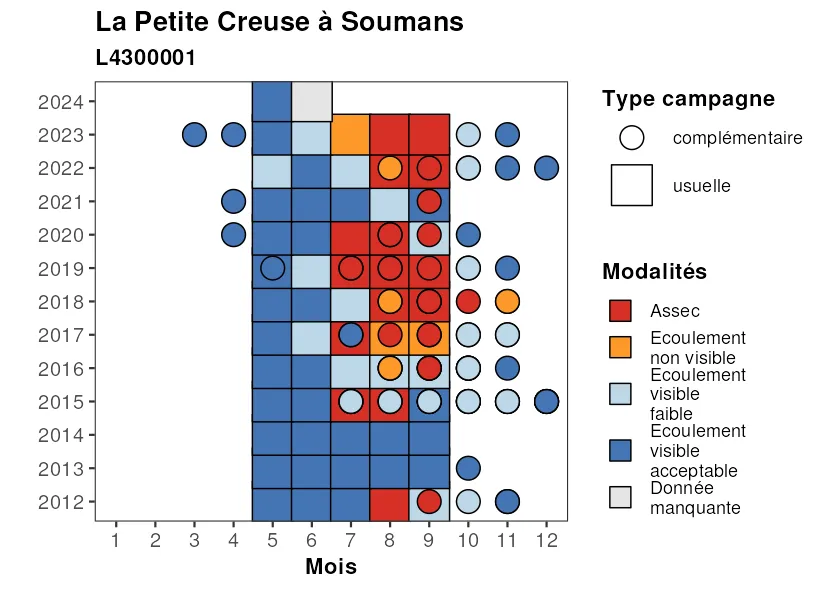 La Petite Creuse à Soumans
L4300001
2024
2023
2022
2021
2020
2019
2018
2017
2016
2015
2014
2013
2012
1 2 3 4 5 6 7 8 9 10 11 12
Mois
Type campagne
complémentaire
usuelle
Modalités
Assec
Ecoulement
non visible
Ecoulement
visible
faible
Ecoulement
visible
acceptable
Donnée
manquante